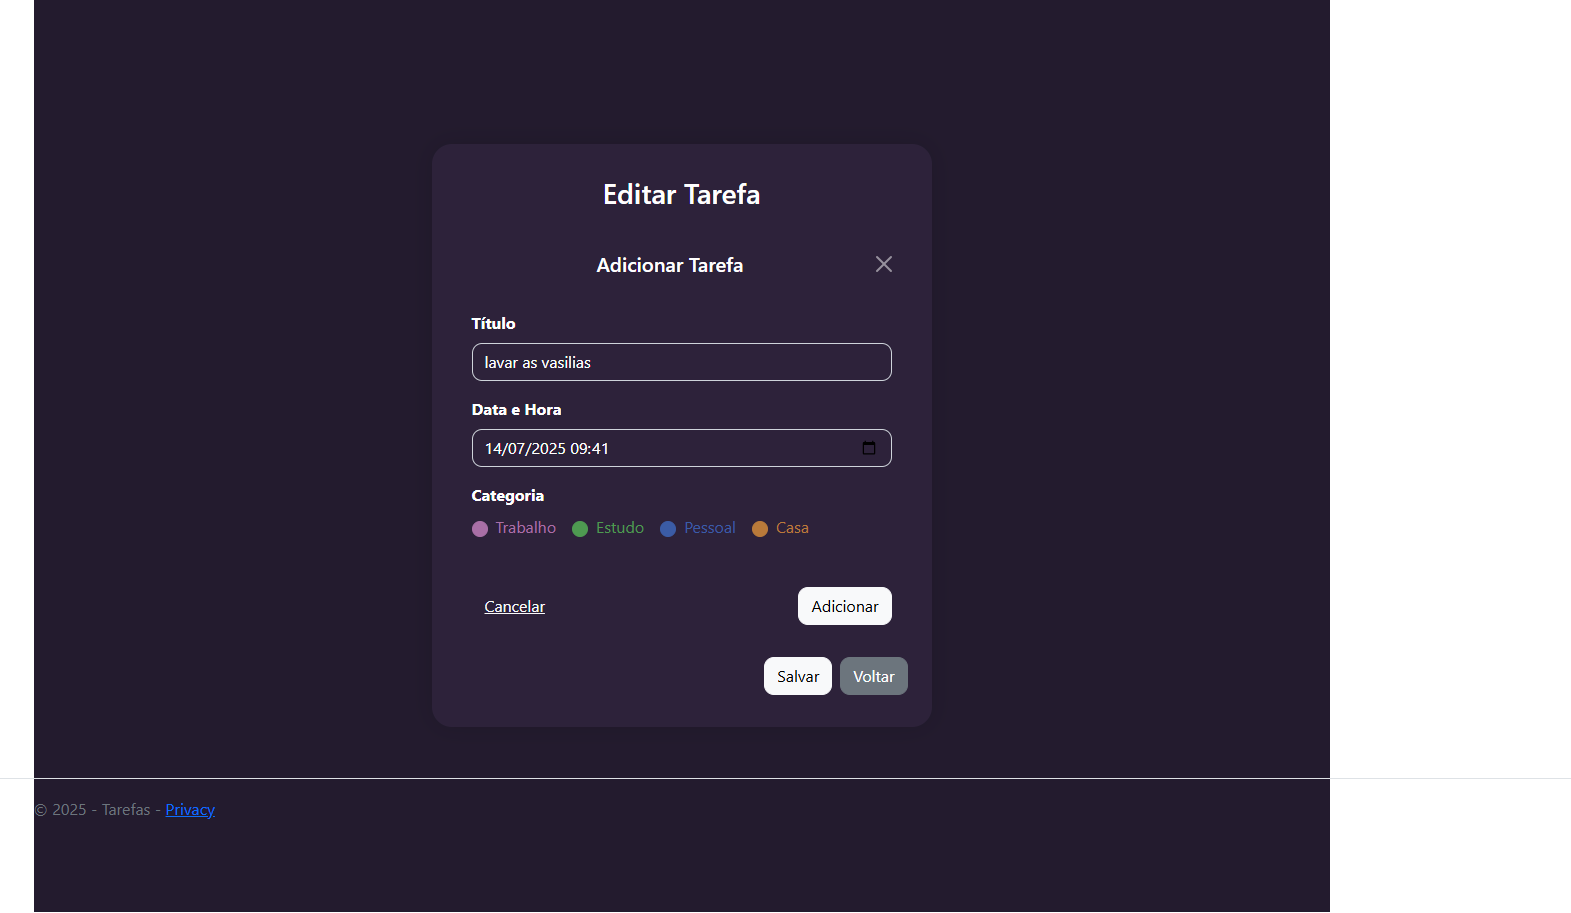 Editar Tarefa
Adicionar Tarefa
Título
lavar as vasilias
Data e Hora
14/07/2025 09:41
Categoria
Trabalho Estudo Pessoal Casa
Cancelar Adicionar
Salvar Voltar
© 2025 - Tarefas - Privacy